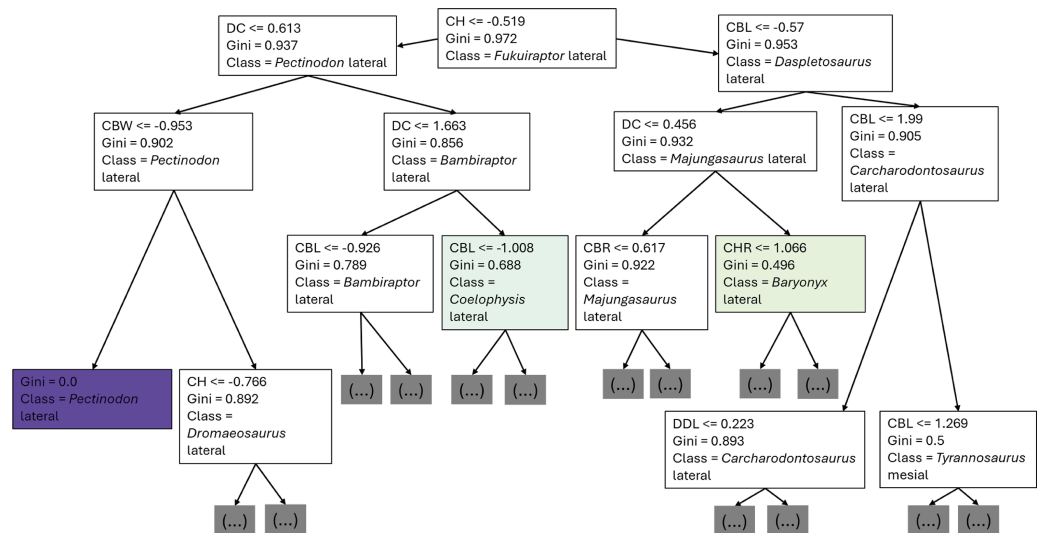 CH <= -0.519
Gini = 0.972
Class = Fukuiraptor lateral
DC <= 0.613
Gini = 0.937
Class = Pectinodon lateral
CBL <= -0.57
Gini = 0.953
Class = Daspletosaurus
lateral
CBW <= -0.953
Gini = 0.902
Class = Pectinodon
lateral
DC <= 1.663
Gini = 0.856
Class = Bambiraptor
lateral
DC <= 0.456
Gini = 0.932
Class = Majungasaurus lateral
CBL <= 1.99
Gini = 0.905
Class =
Carcharodontosaurus
lateral
CBL <= -0.926
Gini = 0.789
Class = Bambiraptor
lateral
CBL <= -1.008
Gini = 0.688
Class =
Coelophysis
lateral
CBR <= 0.617
Gini = 0.922
Class =
Majungasaurus
lateral
CHR <= 1.066
Gini = 0.496
Class = Baryonyx
lateral
Gini = 0.0
Class = Pectinodon
lateral
CH <= -0.766
Gini = 0.892
Class =
Dromaeosaurus
lateral
(...)
(...)
(...)
(...)
(...)
(...)
(...)
(...)
DDL <= 0.223
Gini = 0.893
Class = Carcharodontosaurus
lateral
CBL <= 1.269
Gini = 0.5
Class = Tyrannosaurus
mesial
(...)
(...)
(...)
(...)
(...)
(...)